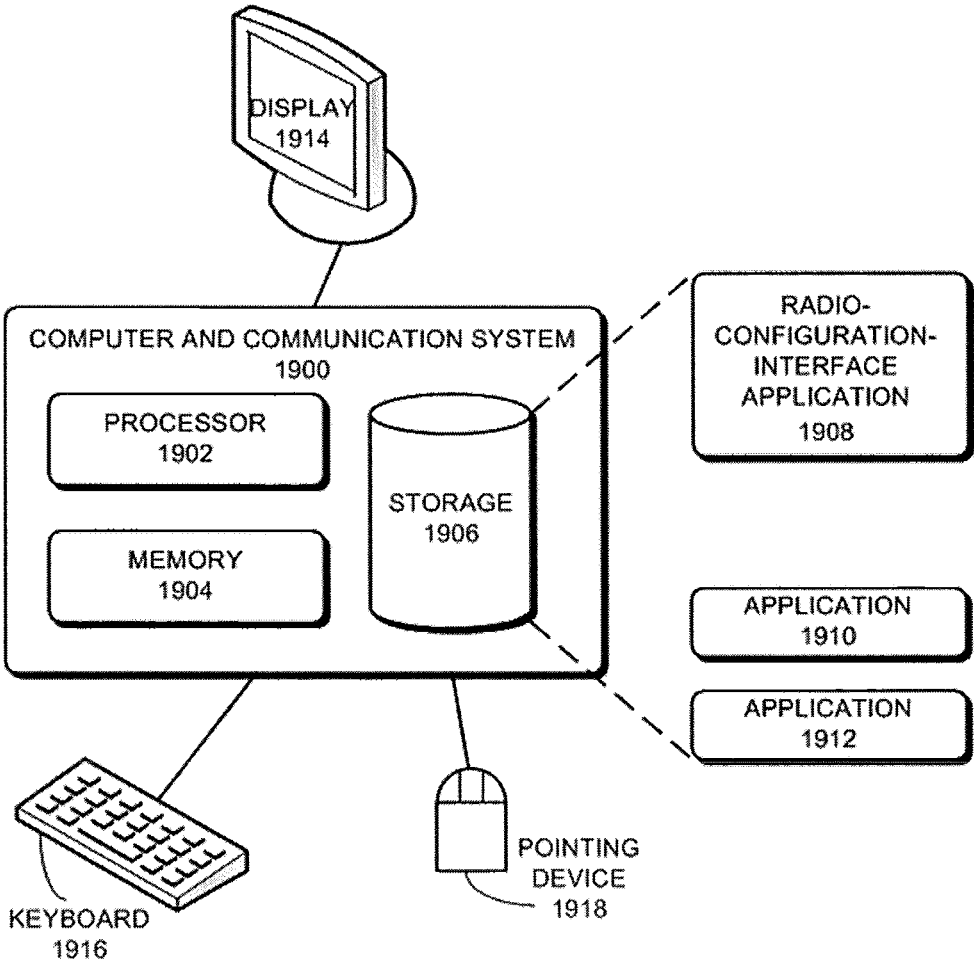 DISPLAY
1914
COMPUTER AND COMMUNICATION SYSTEM
1900
PROCESSOR
1902
MEMORY
1904
STORAGE
1906
RADIO-
CONFIGURATION-
INTERFACE
APPLICATION
1908
APPLICATION
1910
APPLICATION
1912
KEYBOARD
1916
POINTING
DEVICE
1918